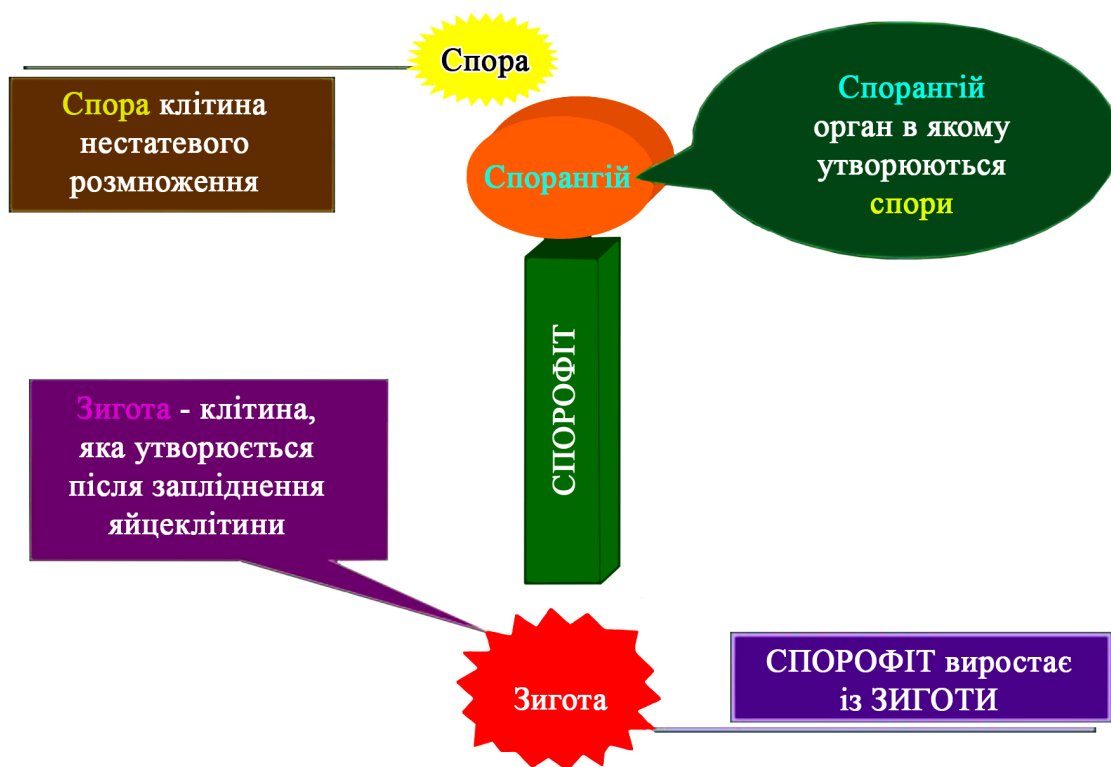 Спора
Спора клітина
нестатевого
розмноження
Спорангій
орган в якому
утворюються
спори
Спорангій
СПОРОФІТ
Зигота - клітина,
яка утворюється
після запліднення
яйцеклітини
Зигота
СПОРОФІТ виростає
із ЗИГОТИ